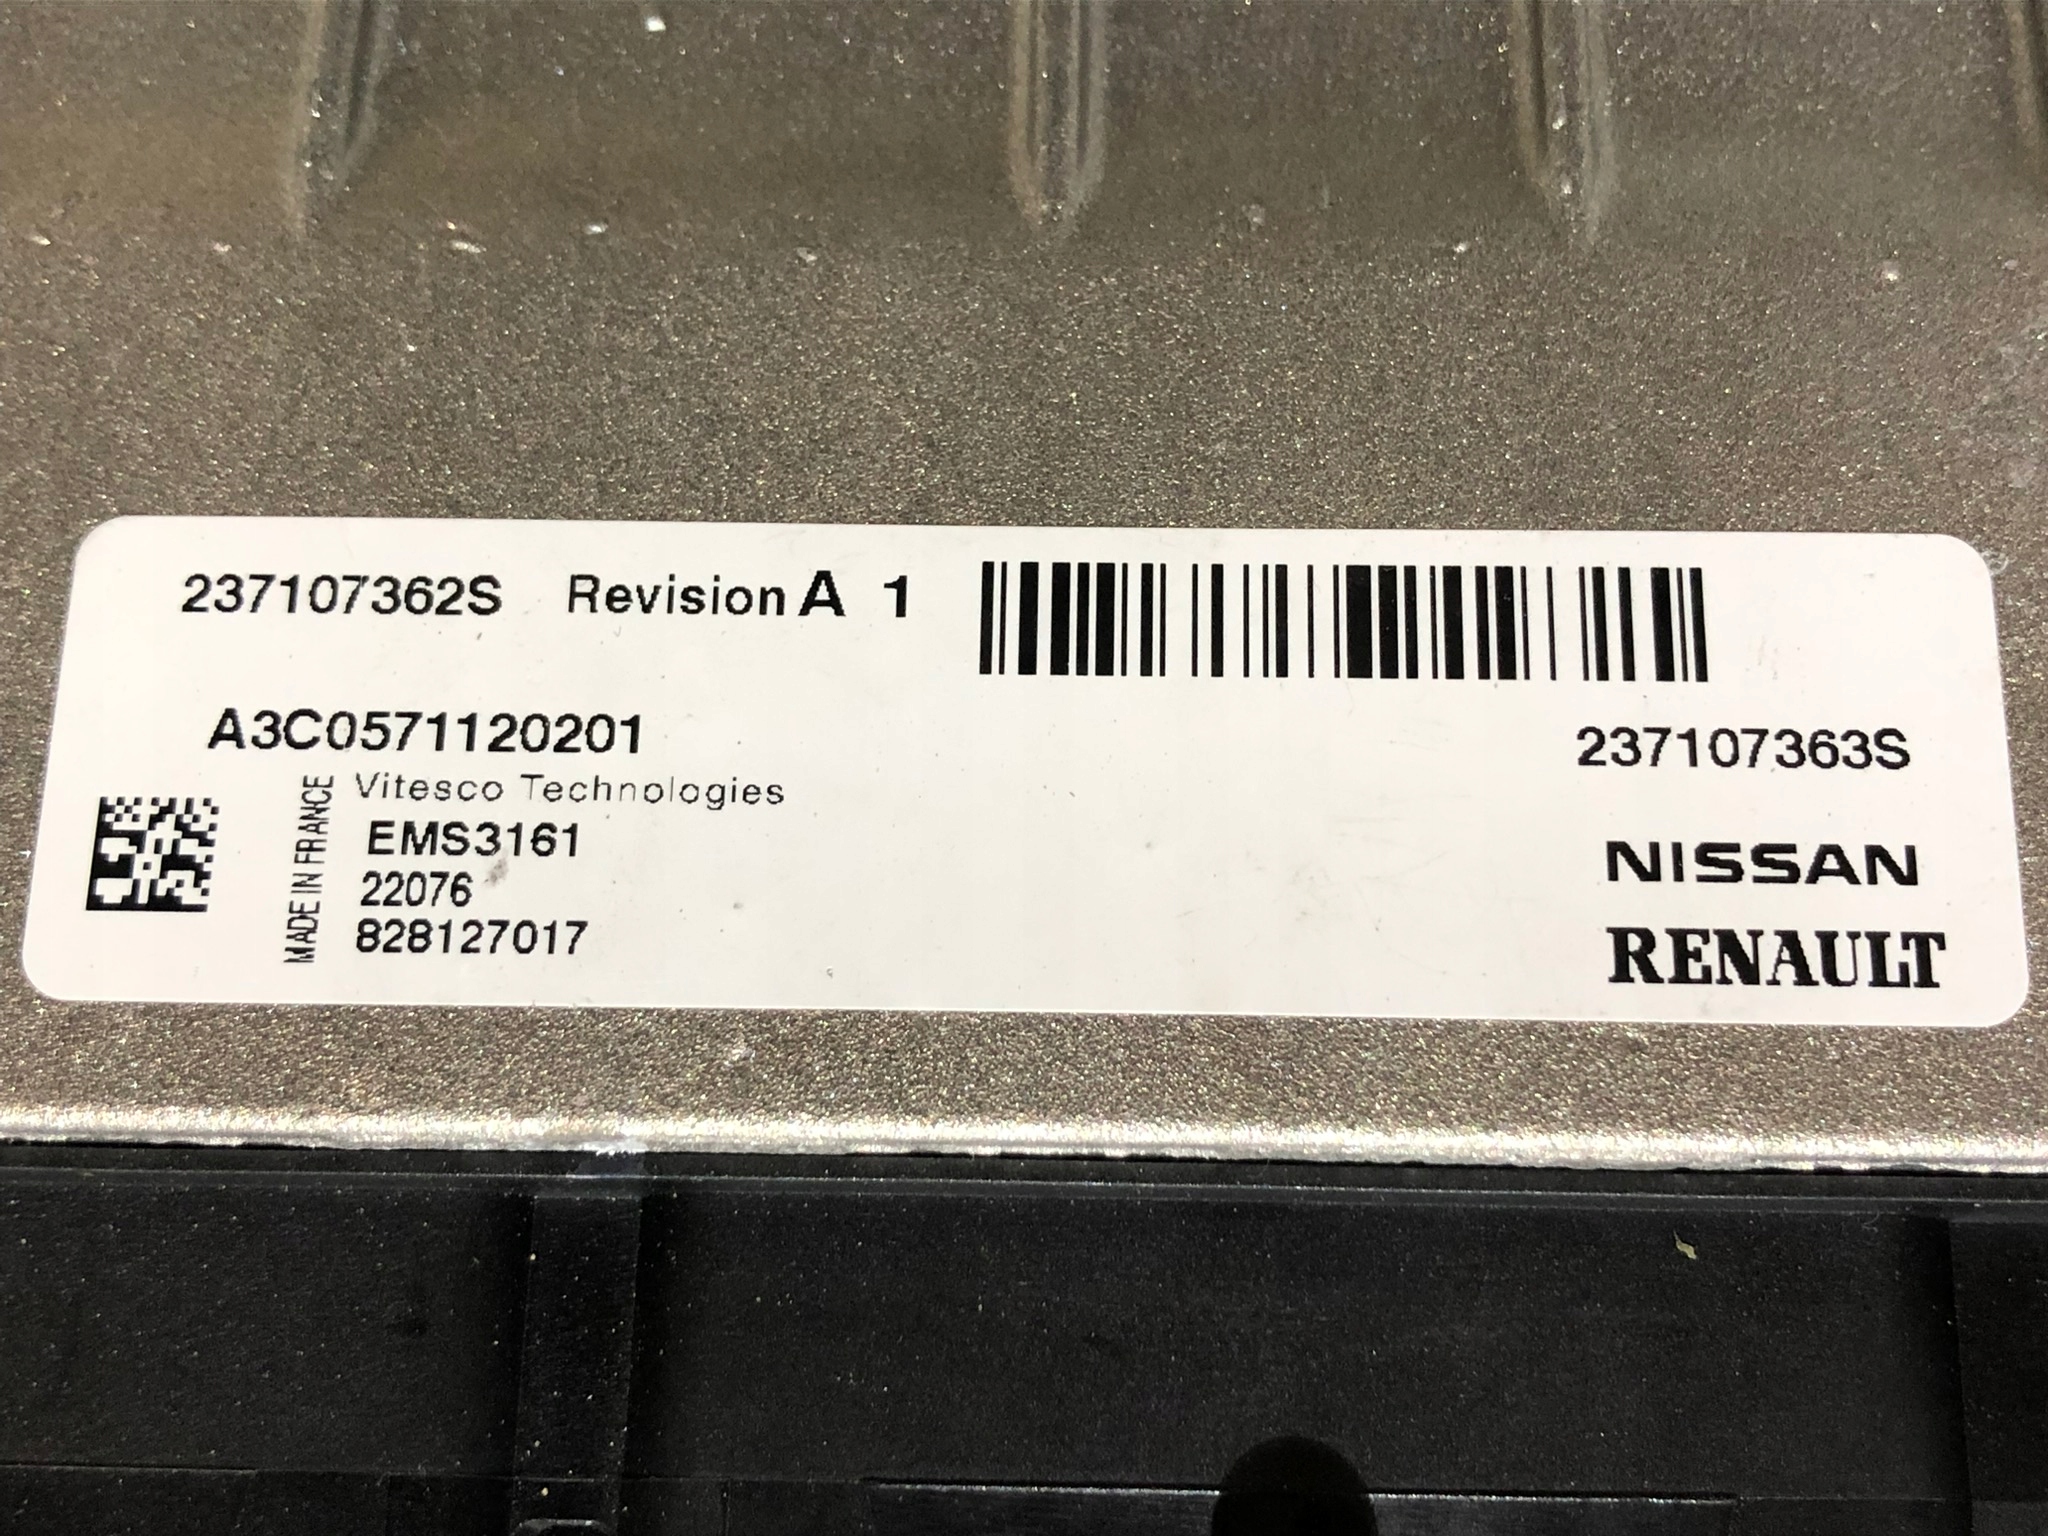 237107362S Revision A 1
A3C0571120201
237107363S
MADE IN FRANCE
Vitesco Technologies
EMS3161
22076
828127017
NISSAN
RENAULT